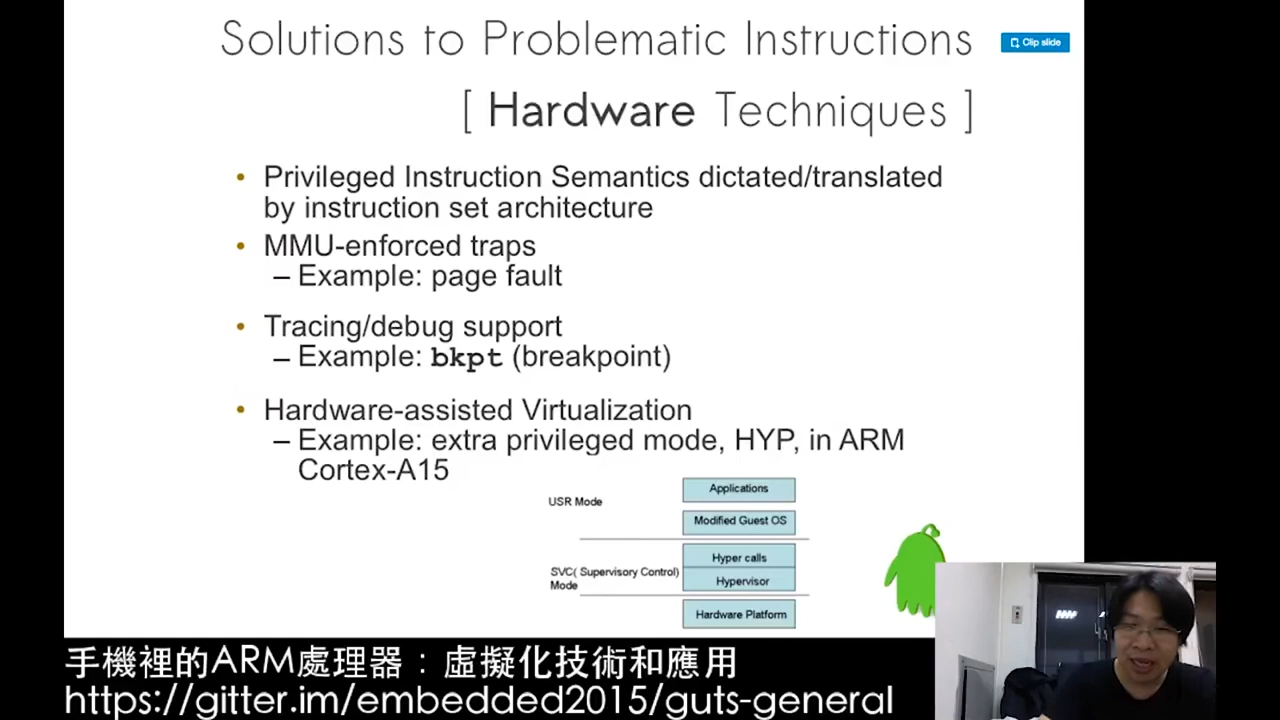 Solutions to Problematic Instructions
Clip slide
[ Hardware Techniques ]
• Privileged Instruction Semantics dictated/translated
by instruction set architecture
• MMU-enforced traps
– Example: page fault
• Tracing/debug support
– Example: bkpt (breakpoint)
• Hardware-assisted Virtualization
– Example: extra privileged mode, HYP, in ARM
Cortex-A15
USR Mode
Applications
Modified Guest OS
SVC( Supervisory Control)
Mode
Hyper calls
Hypervisor
Hardware Platform
手機裡的ARM處理器：虛擬化技術和應用
https://gitter.im/embedded2015/guts-general